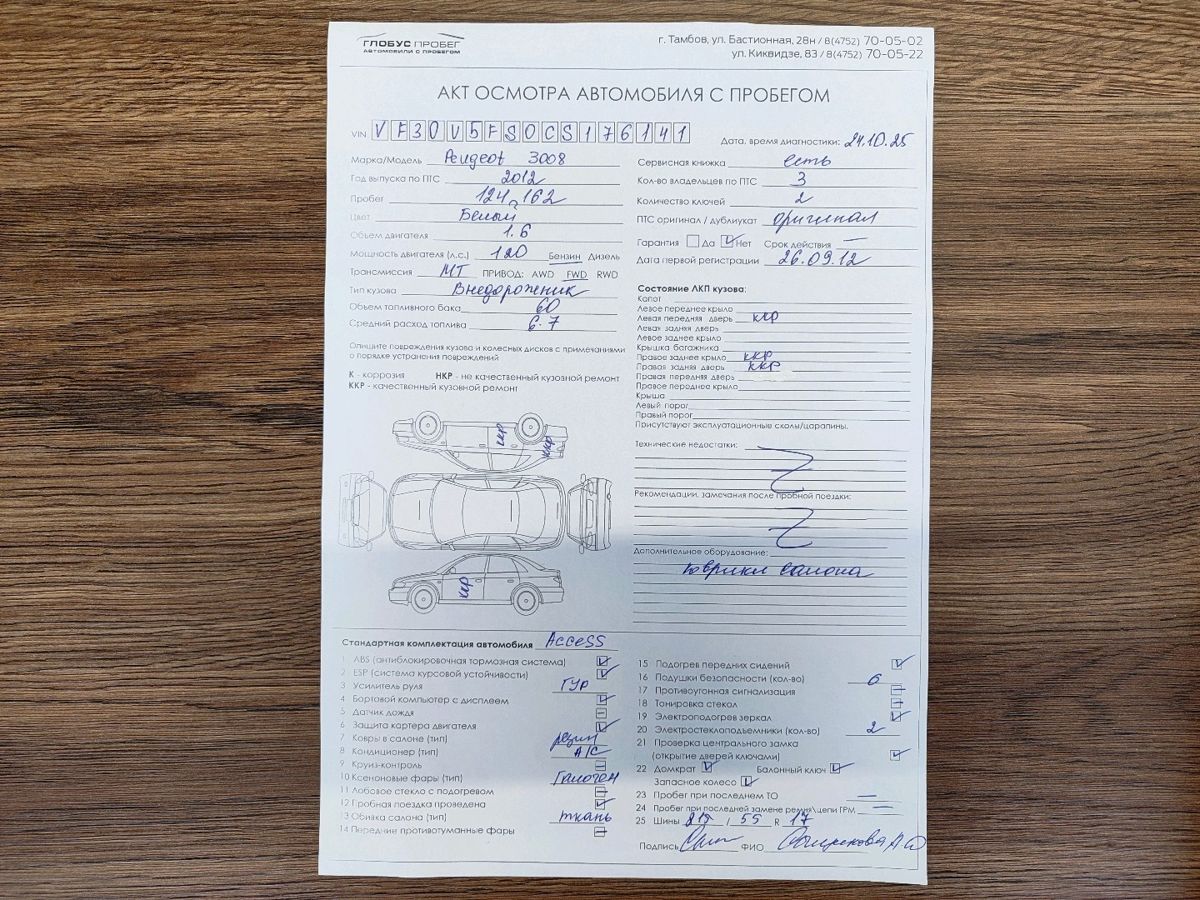 ГЛОБУС ПРОБЕГ
АВТОМОБИЛИ С ПРОБЕГОМ
г. Тамбов, ул. Бастионная, 28н / 8(4752) 70-05-02
ул. Киквидзе, 83 / 8(4752) 70-05-22
АКТ ОСМОТРА АВТОМОБИЛЯ С ПРОБЕГОМ
VIN VF30U5FS0CS176141
Дата, время диагностики: 24.10.25
Марка/Модель Peugeot 3008
Год выпуска по ПТС 2012
Пробег 124 162
Цвет Белый
Объем двигателя 1.6
Мощность двигателя (л.с.) 120 Бензин Дизель
Трансмиссия МТ ПРИВОД: AWD FWD RWD
Тип кузова Внедорожник
Объем топливного бака 60
Средний расход топлива 6.7
Опишите повреждения кузова и колесных дисков с примечаниями
о порядке устранения повреждений
К - коррозия НКР - не качественный кузовной ремонт
ККР - качественный кузовной ремонт
ккр
ккр
ккр
Сервисная книжка есть
Кол-во владельцев по ПТС 3
Количество ключей 2
ПТС оригинал / дубликат оригинал
Гарантия Да Нет Срок действия —
Дата первой регистрации 26.09.12
Состояние ЛКП кузова:
Капот
Левое переднее крыло
Левая передняя дверь ккр
Левая задняя дверь
Левое заднее крыло
Крышка багажника
Правое заднее крыло ккр
Правая задняя дверь ккр
Правая передняя дверь
Правое переднее крыло
Крыша
Левый порог
Правый порог
Присутствуют эксплуатационные сколы/царапины.
Технические недостатки:
Рекомендации, замечания после пробной поездки:
Дополнительное оборудование:
коврики салона
Стандартная комплектация автомобиля Access
1 ABS (антиблокировочная тормозная система)
2 ESP (система курсовой устойчивости)
3 Усилитель руля ГУР
4 Бортовой компьютер с дисплеем
5 Датчик дождя
6 Защита картера двигателя
7 Ковры в салоне (тип) резин
8 Кондиционер (тип) A/C
9 Круиз-контроль
10 Ксеноновые фары (тип) Галоген
11 Лобовое стекло с подогревом
12 Пробная поездка проведена
13 Обивка салона (тип) ткань
14 Передние противотуманные фары
15 Подогрев передних сидений
16 Подушки безопасности (кол-во) 6
17 Противоугонная сигнализация
18 Тонировка стекол
19 Электроподогрев зеркал
20 Электростеклоподъемники (кол-во) 2
21 Проверка центрального замка
(открытие дверей ключами)
22 Домкрат Балонный ключ
Запасное колесо
23 Пробег при последнем ТО —
24 Пробег при последней замене ремня\цепи ГРМ —
25 Шины 215 / 55 R 17
Подпись ФИО